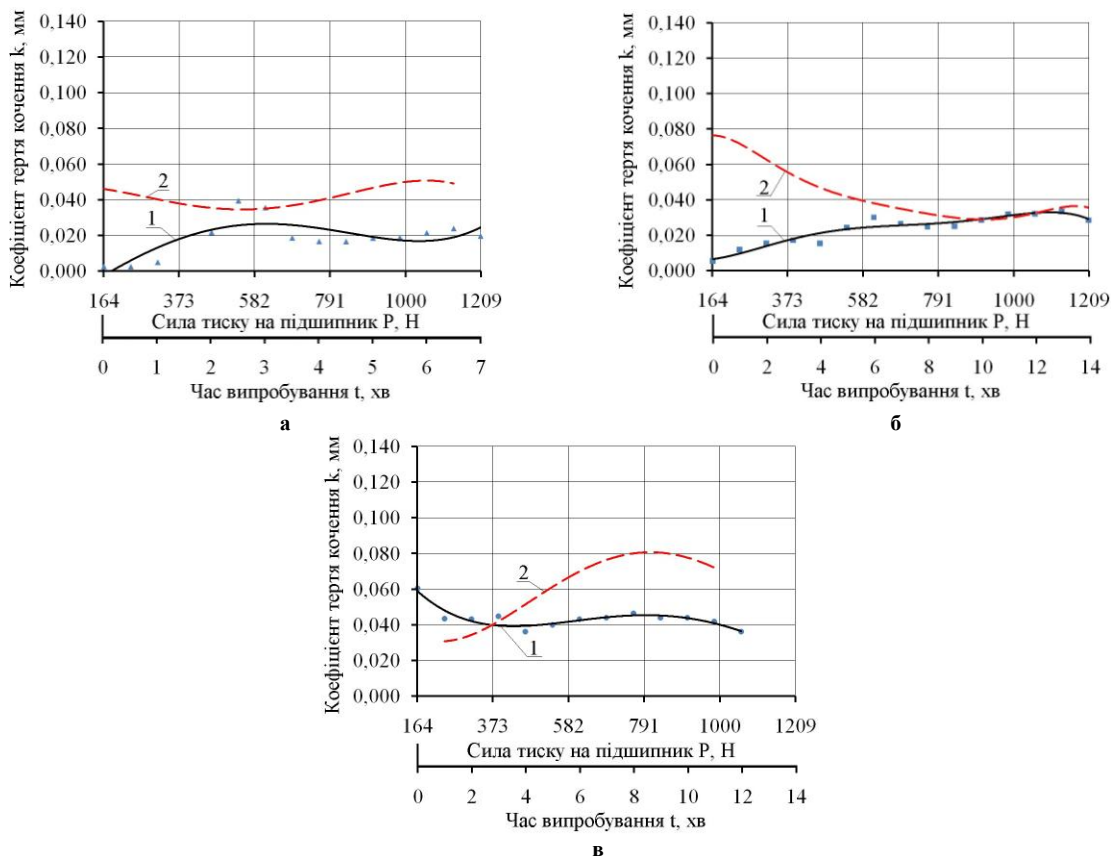 Коефіцієнт тертя кочення k, мм
0,140
0,120
0,100
0,080
0,060
0,040
0,020
0,000
2
1
164 373 582 791 1000 1209
Сила тиску на підшипник P, Н
0 1 2 3 4 5 6 7
Час випробування t, хв
а
Коефіцієнт тертя кочення k, мм
0,140
0,120
0,100
0,080
0,060
0,040
0,020
0,000
2
1
164 373 582 791 1000 1209
Сила тиску на підшипник P, Н
0 2 4 6 8 10 12 14
Час випробування t, хв
б
Коефіцієнт тертя кочення k, мм
0,140
0,120
0,100
0,080
0,060
0,040
0,020
0,000
2
1
164 373 582 791 1000 1209
Сила тиску на підшипник P, Н
0 2 4 6 8 10 12 14
Час випробування t, хв
в